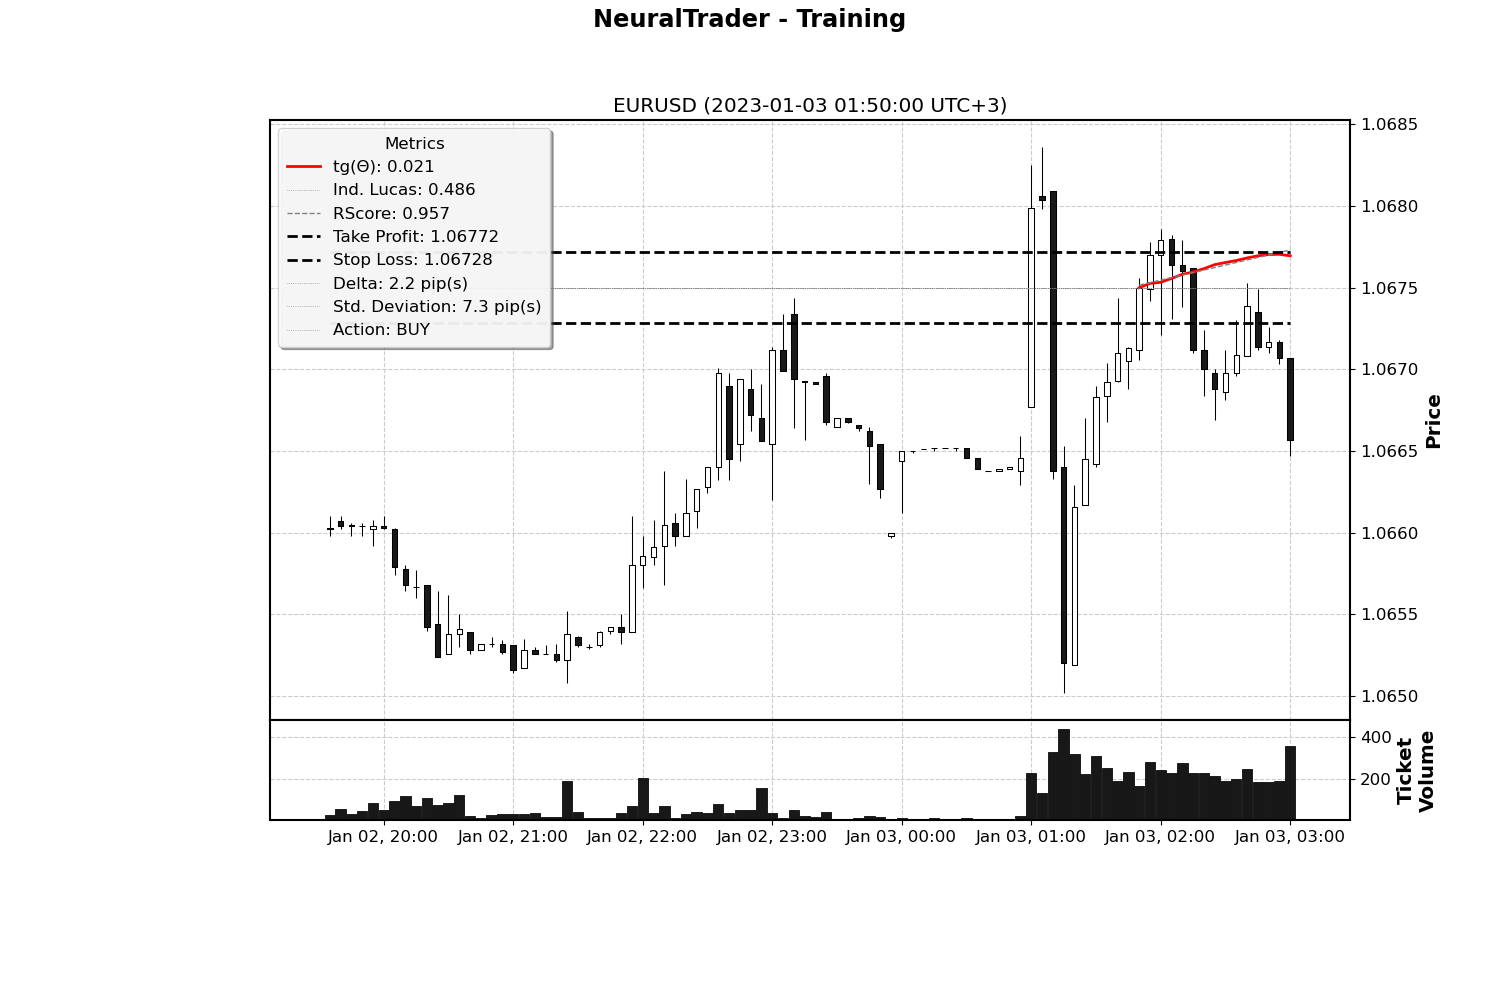 NeuralTrader - Training
EURUSD (2023-01-03 01:50:00 UTC+3)
Metrics
tg(Θ): 0.021
Ind. Lucas: 0.486
RScore: 0.957
Take Profit: 1.06772
Stop Loss: 1.06728
Delta: 2.2 pip(s)
Std. Deviation: 7.3 pip(s)
Action: BUY
1.0685
1.0680
1.0675
1.0670
1.0665
1.0660
1.0655
1.0650
Price
400
200
Ticket
Volume
Jan 02, 20:00
Jan 02, 21:00
Jan 02, 22:00
Jan 02, 23:00
Jan 03, 00:00
Jan 03, 01:00
Jan 03, 02:00
Jan 03, 03:00